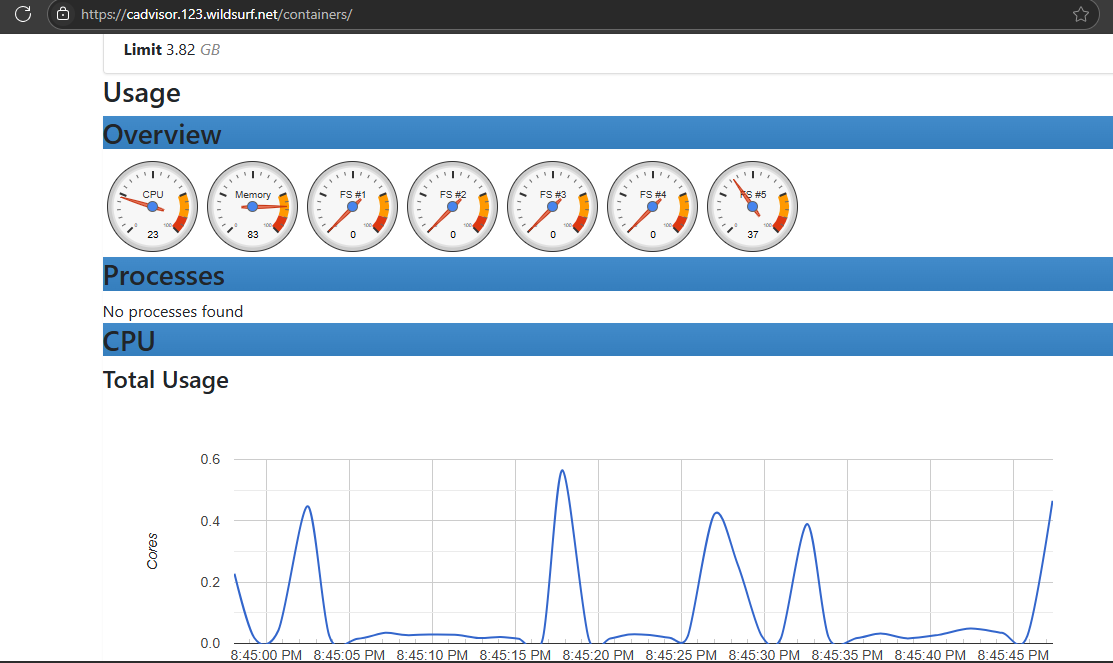 https://cadvisor.123.wildsurf.net/containers/
Limit 3.82 GB
Usage
Overview
CPU Memory FS #1 FS #2 FS #3 FS #4 FS #5
0 100 0 100 0 100 0 100 0 100 0 100 0 100
23 83 0 0 0 0 37
Processes
No processes found
CPU
Total Usage
0.6
0.4
Cores
0.2
0.0
8:45:00 PM 8:45:05 PM 8:45:10 PM 8:45:15 PM 8:45:20 PM 8:45:25 PM 8:45:30 PM 8:45:35 PM 8:45:40 PM 8:45:45 PM